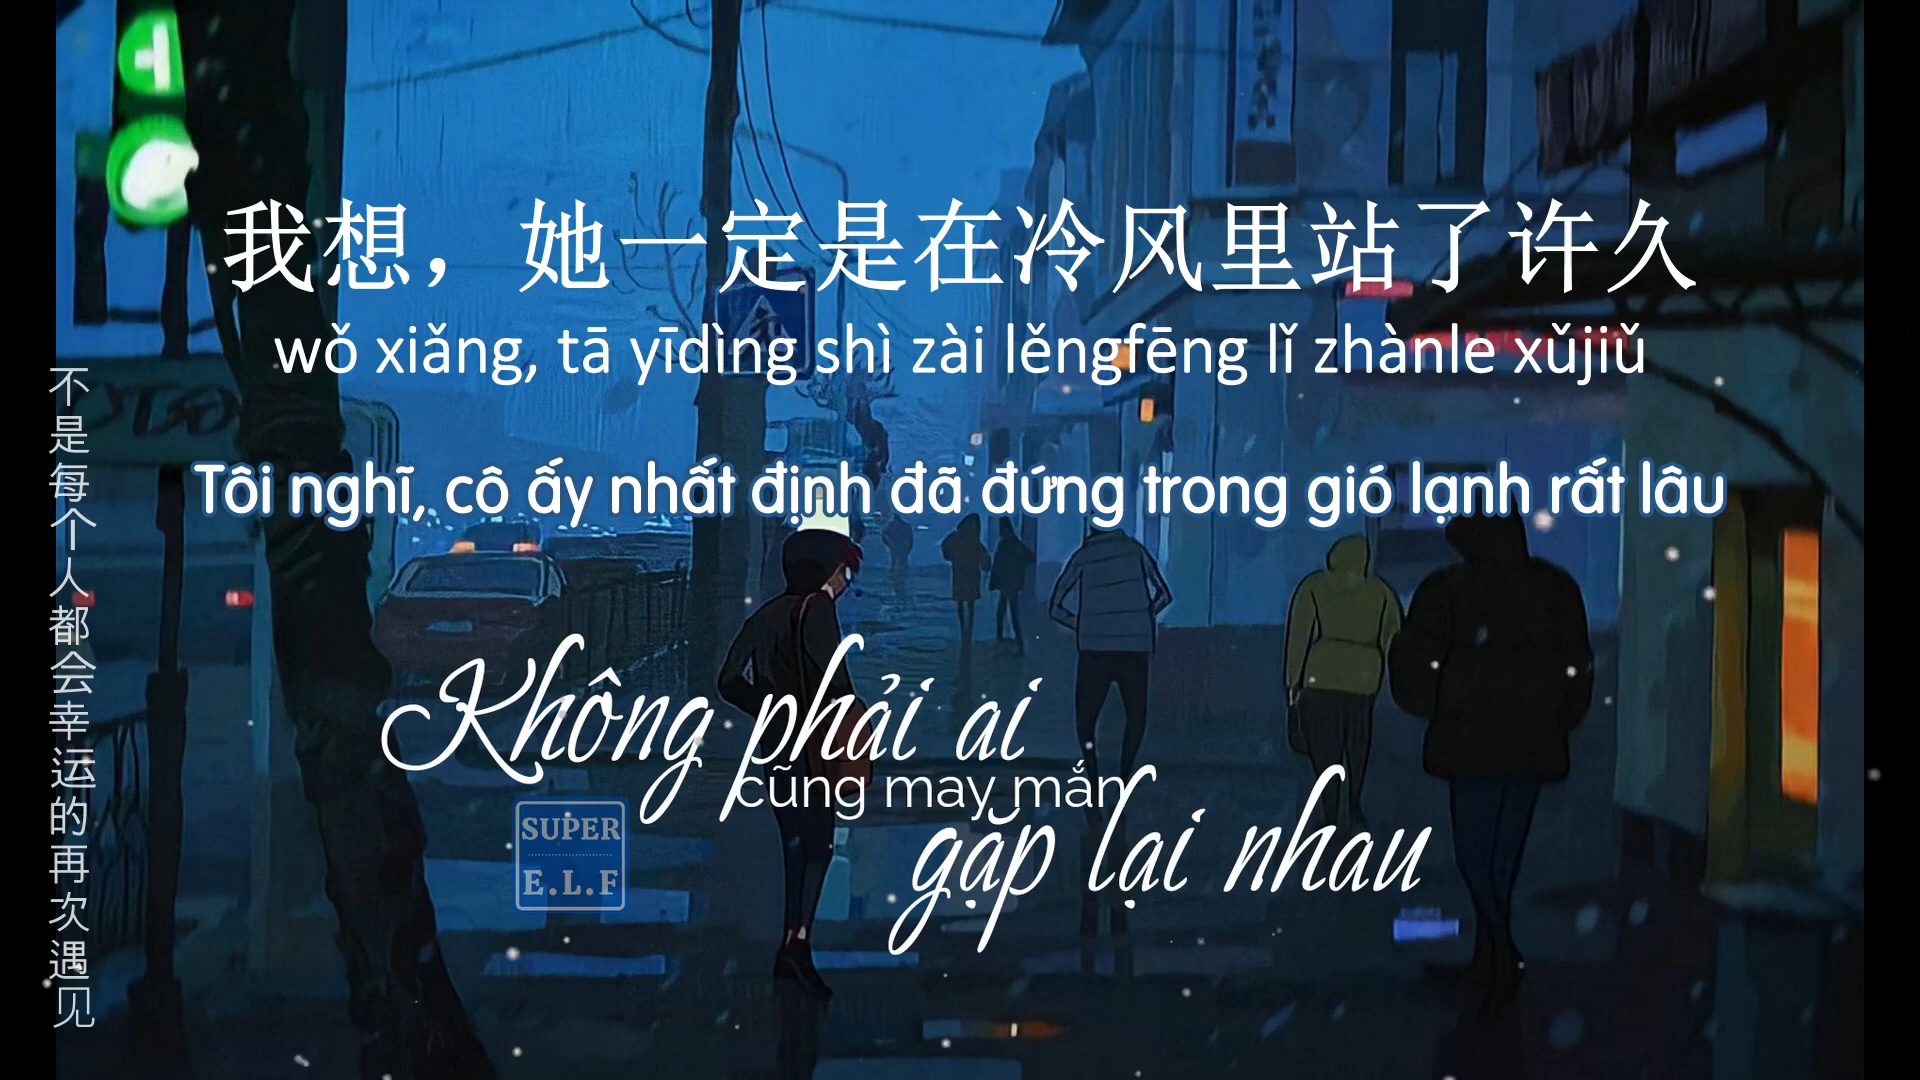 我想，她一定是在冷风里站了许久
wǒ xiǎng, tā yīdìng shì zài lěngfēng lǐ zhànle xǔjiǔ
Tôi nghĩ, cô ấy nhất định đã đứng trong gió lạnh rất lâu
不是每个人都会幸运的再次遇见
Không phải ai
cũng may mắn
gặp lại nhau
SUPER
E.L.F